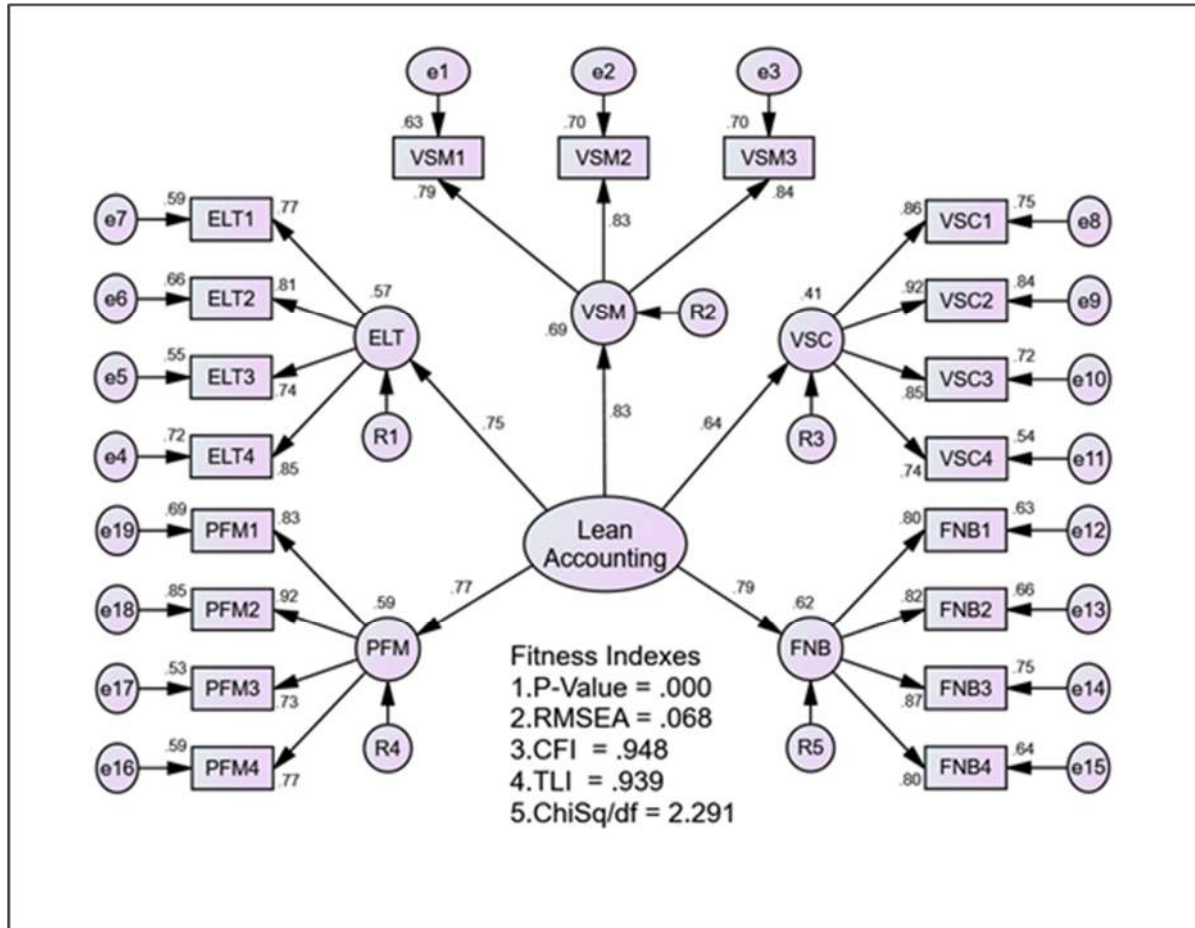 e1 e2 e3
.63 .70 .70
VSM1 VSM2 VSM3
.79 .83 .84
e7 .59 ELT1 .77
e6 .66 ELT2 .81
e5 .55 ELT3 .74
e4 .72 ELT4 .85
.57
ELT
R1
.69 VSM R2
.86 VSC1 .75 e8
.92 VSC2 .84 e9
.85 VSC3 .72 e10
.74 VSC4 .54 e11
.41
VSC
R3
.75 .83 .64
Lean
Accounting
.77 .79
e19 .69 PFM1 .83
e18 .85 PFM2 .92
e17 .53 PFM3 .73
e16 .59 PFM4 .77
.59
PFM
R4
.80 FNB1 .63 e12
.82 FNB2 .66 e13
.87 FNB3 .75 e14
.80 FNB4 .64 e15
.62
FNB
R5
Fitness Indexes
1.P-Value = .000
2.RMSEA = .068
3.CFI = .948
4.TLI = .939
5.ChiSq/df = 2.291